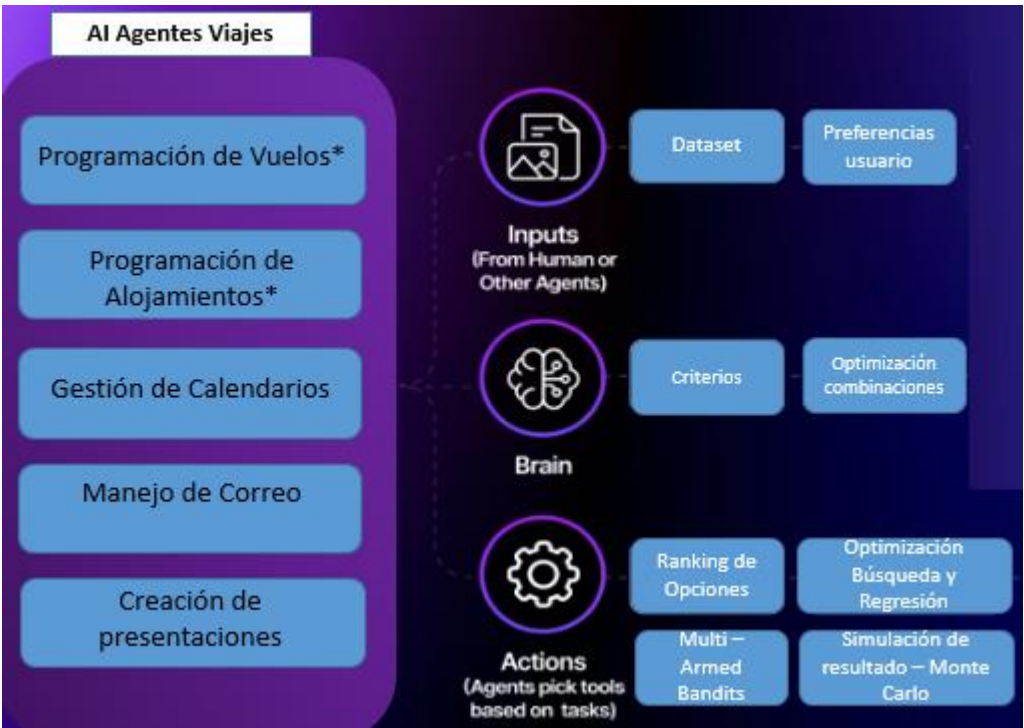 AI Agentes Viajes
Programación de Vuelos*
Programación de
Alojamientos*
Gestión de Calendarios
Manejo de Correo
Creación de
presentaciones
Inputs
(From Human or
Other Agents)
Dataset
Preferencias
usuario
Brain
Criterios
Optimización
combinaciones
Actions
(Agents pick tools
based on tasks)
Ranking de
Opciones
Optimización
Búsqueda y
Regresión
Multi –
Armed
Bandits
Simulación de
resultado – Monte
Carlo